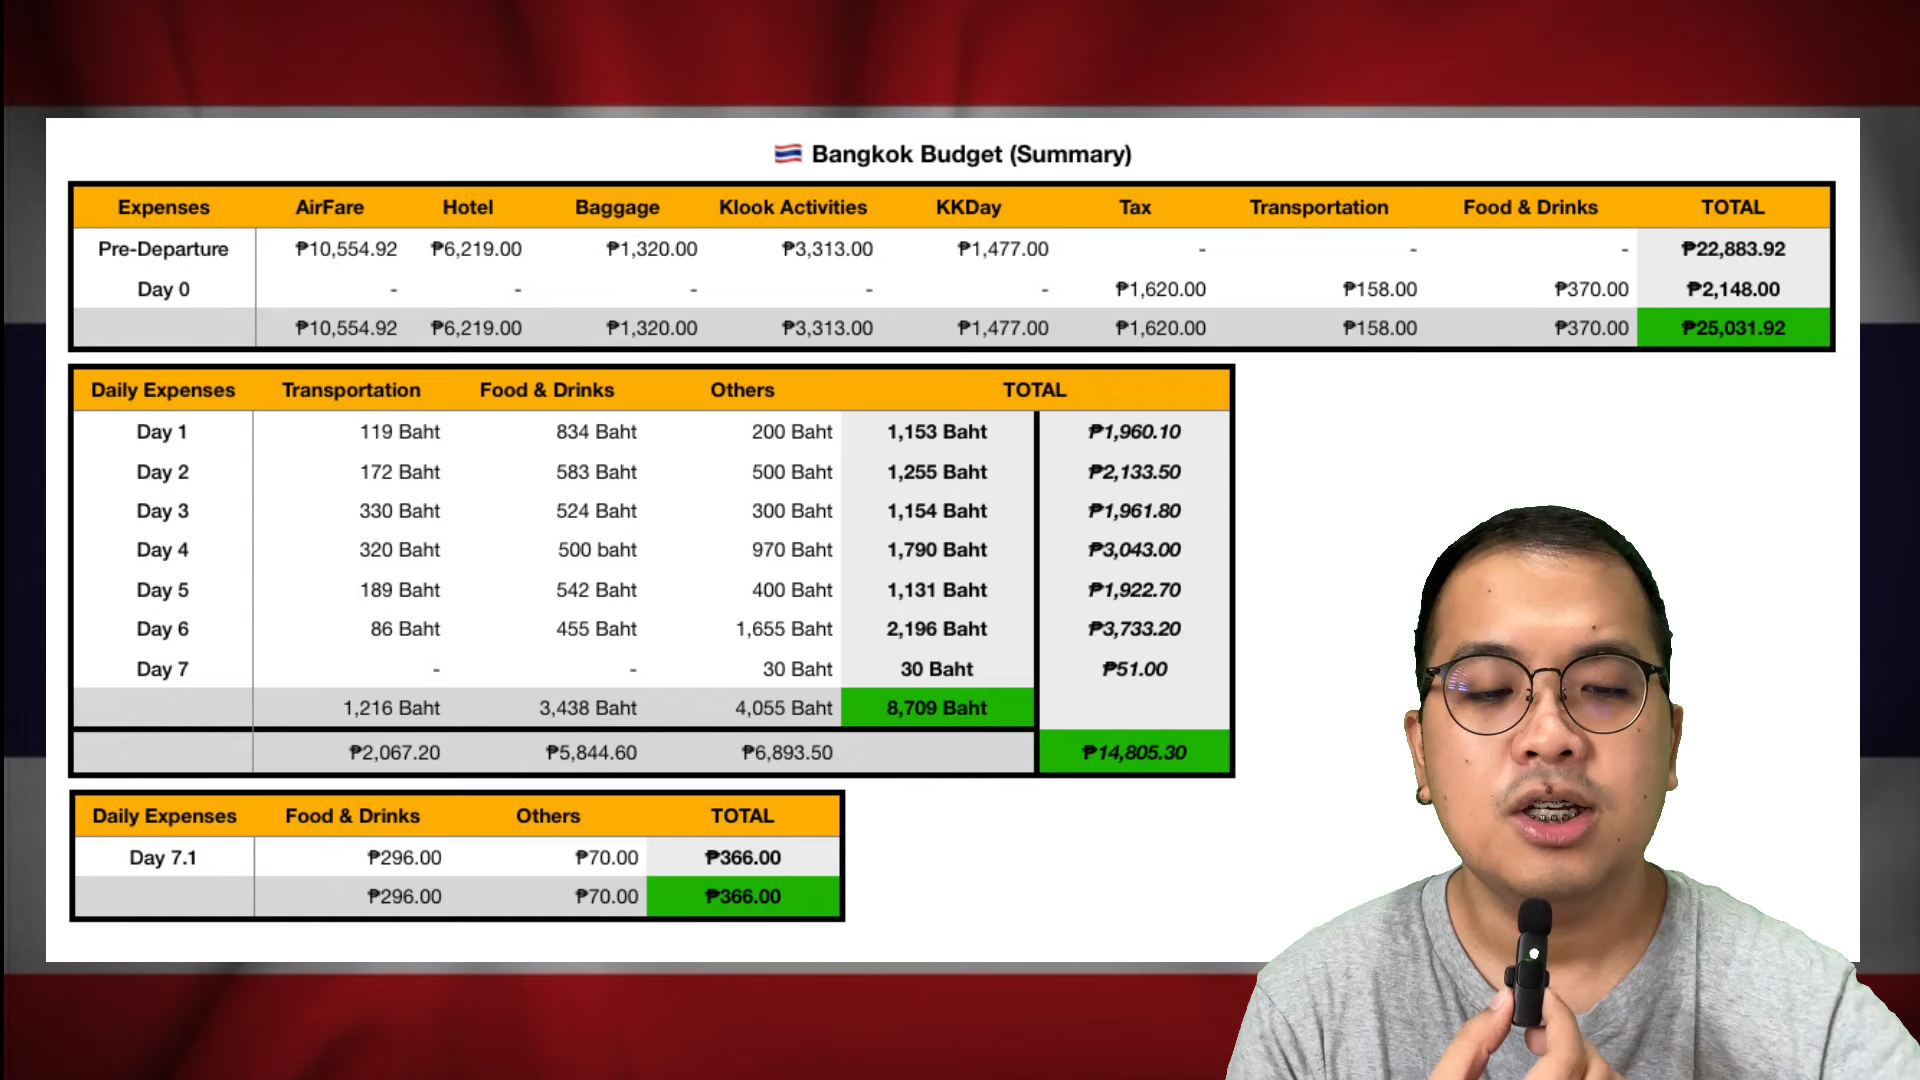 Bangkok Budget (Summary)
Expenses AirFare Hotel Baggage Klook Activities KKDay Tax Transportation Food & Drinks TOTAL
Pre-Departure ₱10,554.92 ₱6,219.00 ₱1,320.00 ₱3,313.00 ₱1,477.00 - - - ₱22,883.92
Day 0 - - - - - ₱1,620.00 ₱158.00 ₱370.00 ₱2,148.00
₱10,554.92 ₱6,219.00 ₱1,320.00 ₱3,313.00 ₱1,477.00 ₱1,620.00 ₱158.00 ₱370.00 ₱25,031.92
Daily Expenses Transportation Food & Drinks Others TOTAL
Day 1 119 Baht 834 Baht 200 Baht 1,153 Baht ₱1,960.10
Day 2 172 Baht 583 Baht 500 Baht 1,255 Baht ₱2,133.50
Day 3 330 Baht 524 Baht 300 Baht 1,154 Baht ₱1,961.80
Day 4 320 Baht 500 baht 970 Baht 1,790 Baht ₱3,043.00
Day 5 189 Baht 542 Baht 400 Baht 1,131 Baht ₱1,922.70
Day 6 86 Baht 455 Baht 1,655 Baht 2,196 Baht ₱3,733.20
Day 7 - - 30 Baht 30 Baht ₱51.00
1,216 Baht 3,438 Baht 4,055 Baht 8,709 Baht
₱2,067.20 ₱5,844.60 ₱6,893.50 ₱14,805.30
Daily Expenses Food & Drinks Others TOTAL
Day 7.1 ₱296.00 ₱70.00 ₱366.00
₱296.00 ₱70.00 ₱366.00